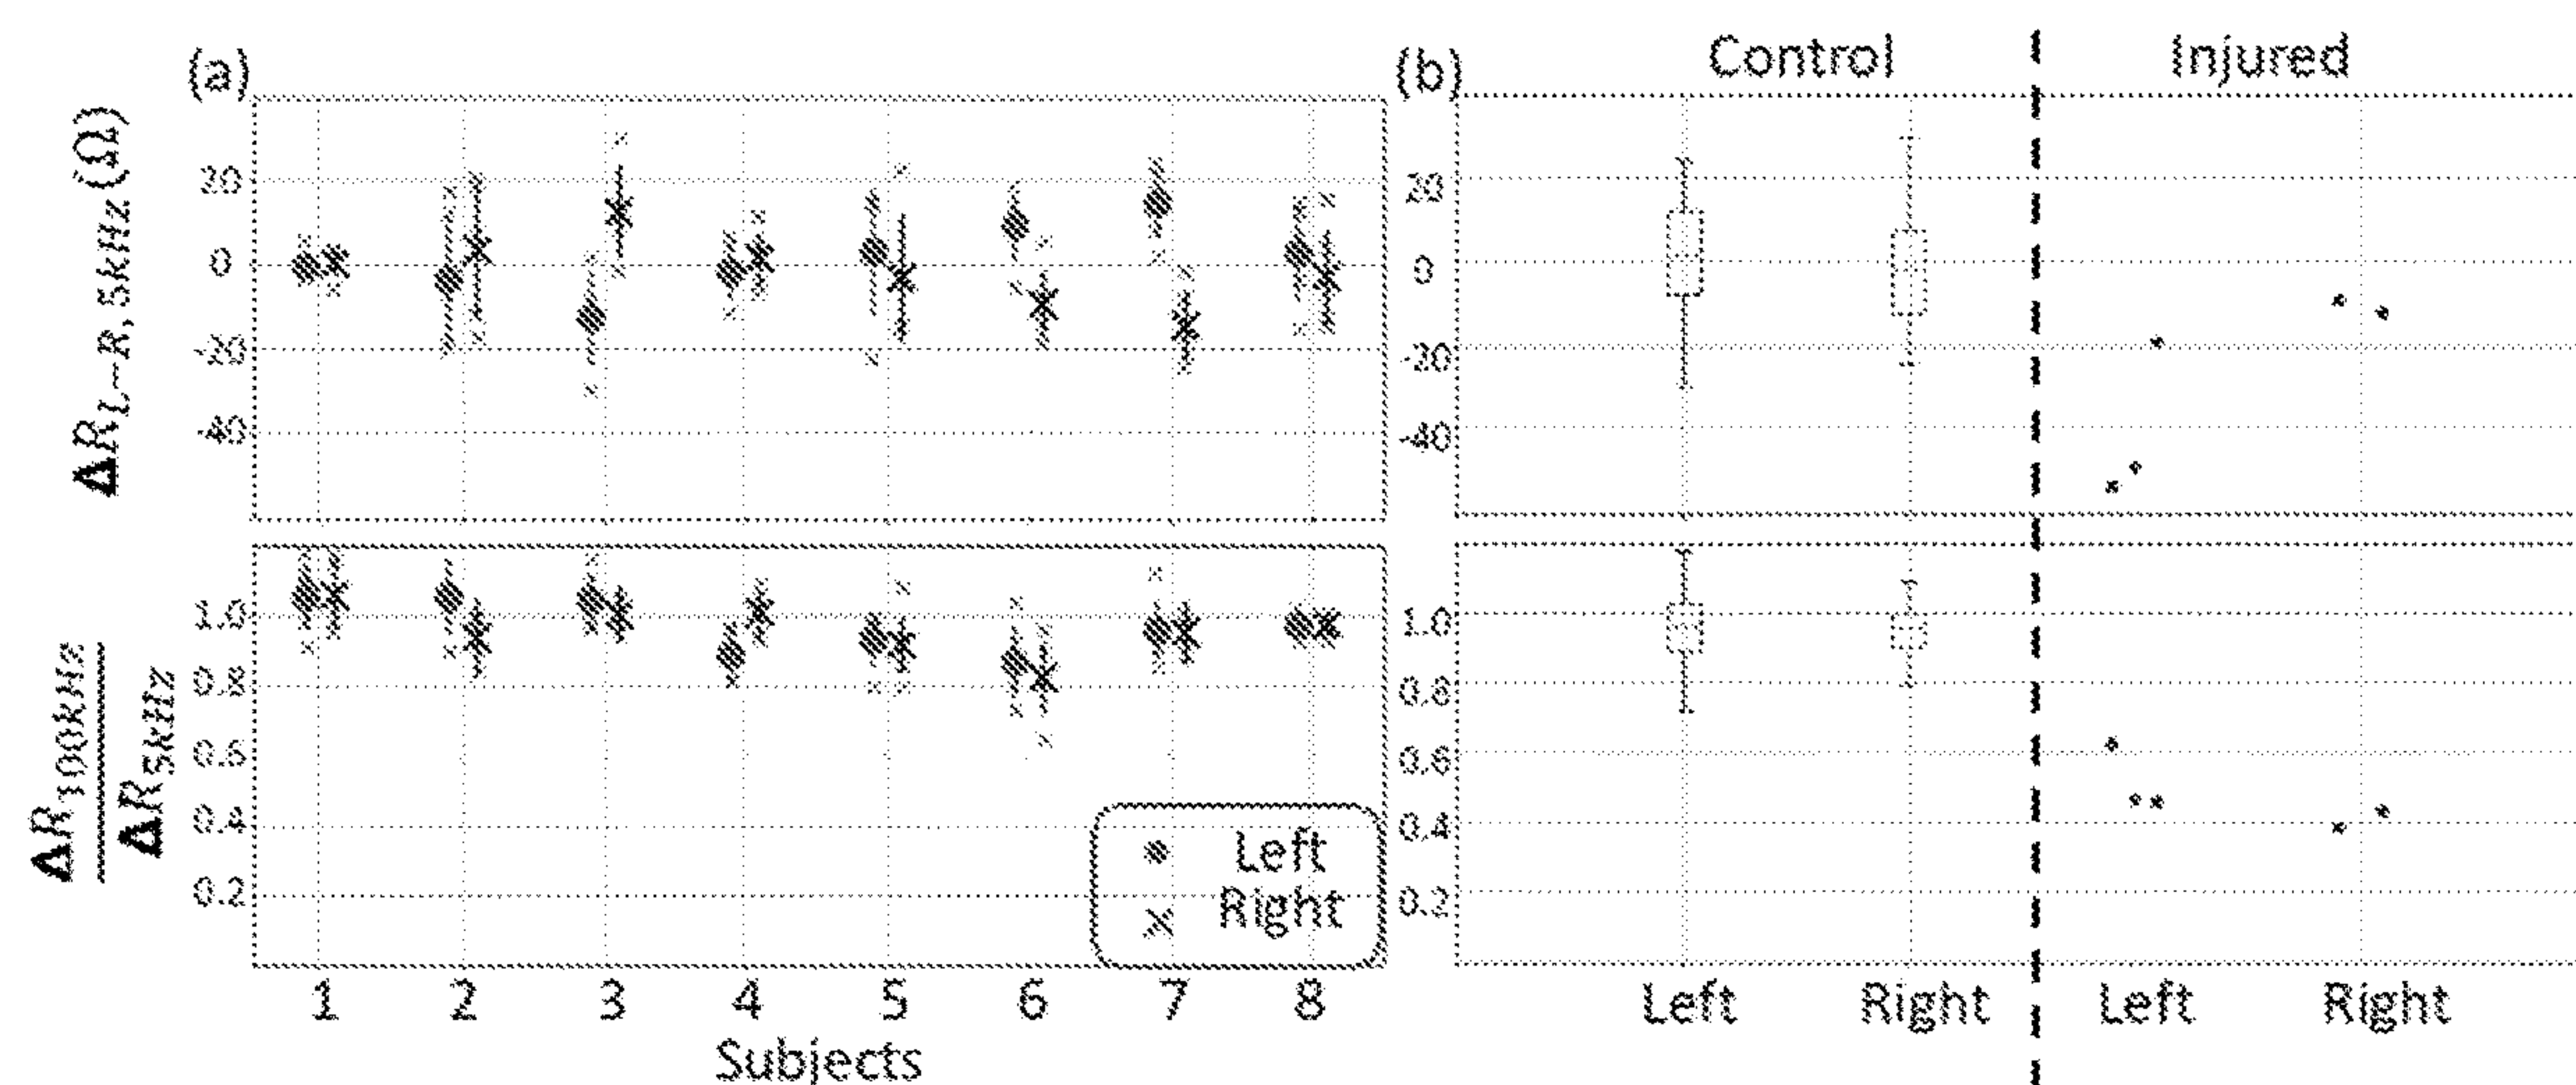 (a)
ΔR_{L−R, 5kHz} (Ω)
20
0
-20
-40
(b)
Control
Injured
20
0
-20
-40
ΔR_{100kHz}
ΔR_{5kHz}
1.0
0.8
0.6
0.4
0.2
Left
Right
1.0
0.8
0.6
0.4
0.2
1 2 3 4 5 6 7 8
Subjects
Left Right Left Right